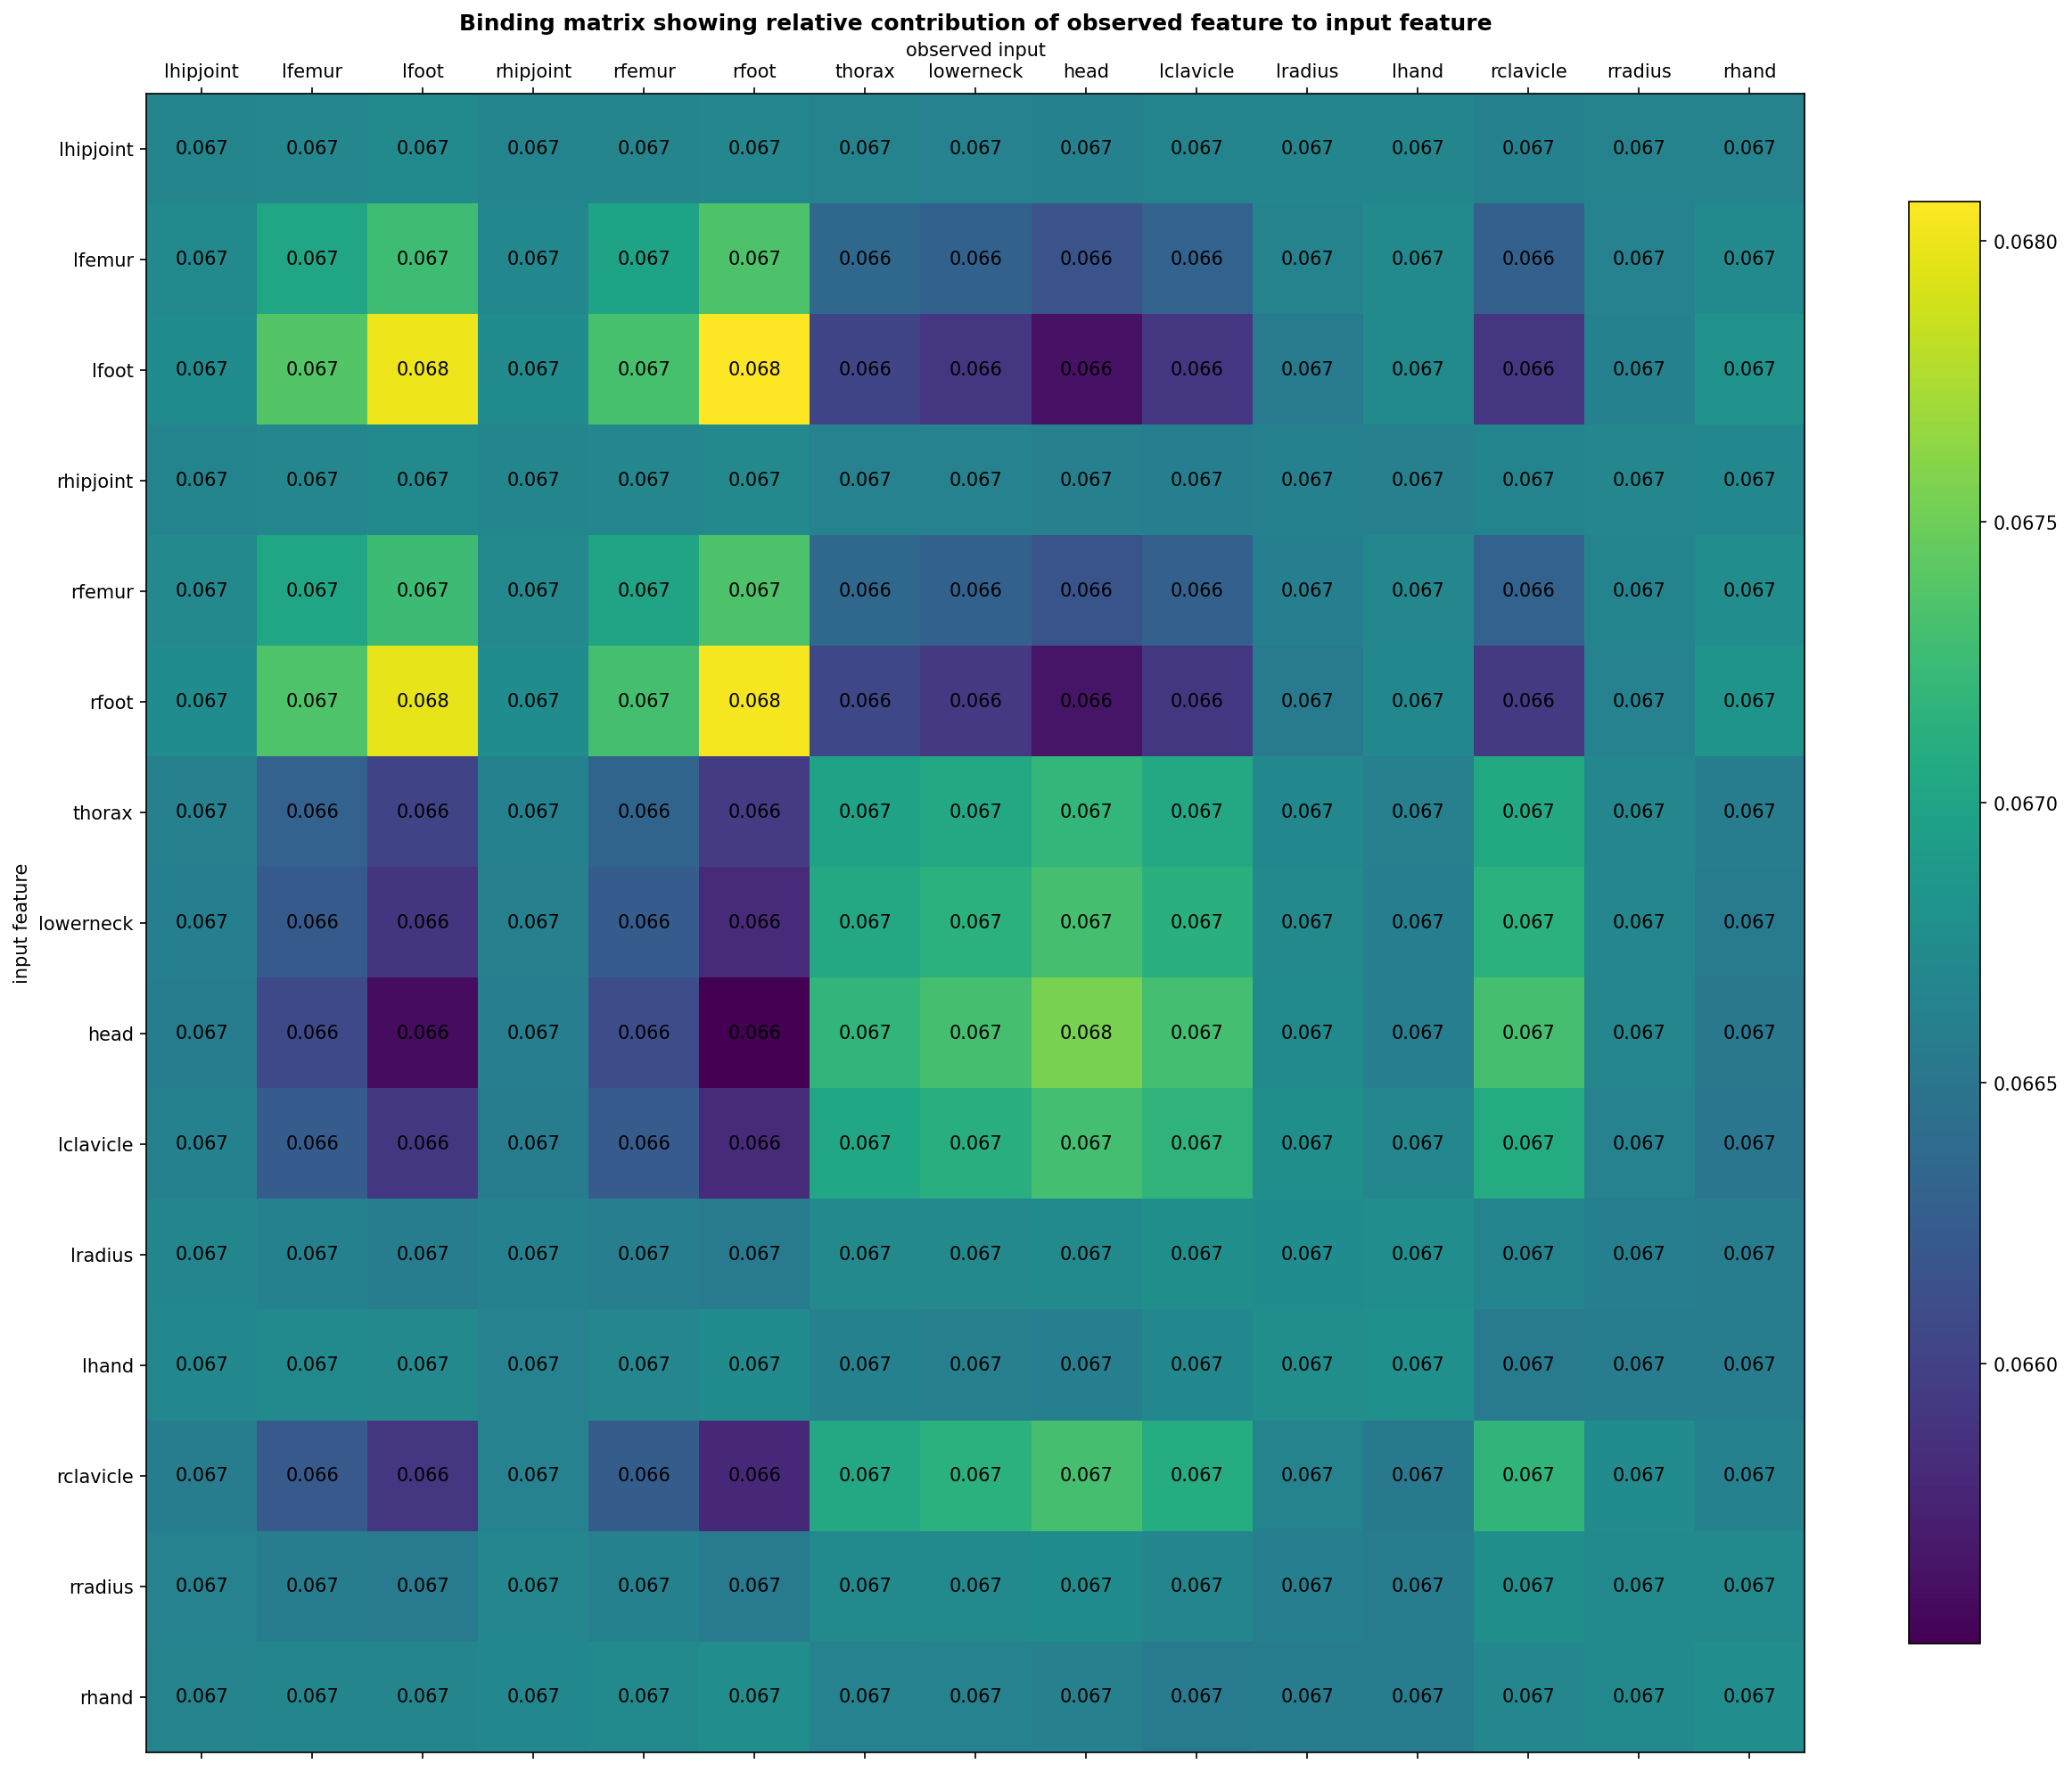 Binding matrix showing relative contribution of observed feature to input feature
observed input
lhipjoint lfemur lfoot rhipjoint rfemur rfoot thorax lowerneck head lclavicle lradius lhand rclavicle rradius rhand
lhipjoint 0.067 0.067 0.067 0.067 0.067 0.067 0.067 0.067 0.067 0.067 0.067 0.067 0.067 0.067 0.067
lfemur 0.067 0.067 0.067 0.067 0.067 0.067 0.066 0.066 0.066 0.066 0.067 0.067 0.066 0.067 0.067
lfoot 0.067 0.067 0.068 0.067 0.067 0.068 0.066 0.066 0.066 0.066 0.067 0.067 0.066 0.067 0.067
rhipjoint 0.067 0.067 0.067 0.067 0.067 0.067 0.067 0.067 0.067 0.067 0.067 0.067 0.067 0.067 0.067
rfemur 0.067 0.067 0.067 0.067 0.067 0.067 0.066 0.066 0.066 0.066 0.067 0.067 0.066 0.067 0.067
rfoot 0.067 0.067 0.068 0.067 0.067 0.068 0.066 0.066 0.066 0.066 0.067 0.067 0.066 0.067 0.067
thorax 0.067 0.066 0.066 0.067 0.066 0.066 0.067 0.067 0.067 0.067 0.067 0.067 0.067 0.067 0.067
lowerneck 0.067 0.066 0.066 0.067 0.066 0.066 0.067 0.067 0.067 0.067 0.067 0.067 0.067 0.067 0.067
head 0.067 0.066 0.066 0.067 0.066 0.066 0.067 0.067 0.068 0.067 0.067 0.067 0.067 0.067 0.067
lclavicle 0.067 0.066 0.066 0.067 0.066 0.066 0.067 0.067 0.067 0.067 0.067 0.067 0.067 0.067 0.067
lradius 0.067 0.067 0.067 0.067 0.067 0.067 0.067 0.067 0.067 0.067 0.067 0.067 0.067 0.067 0.067
lhand 0.067 0.067 0.067 0.067 0.067 0.067 0.067 0.067 0.067 0.067 0.067 0.067 0.067 0.067 0.067
rclavicle 0.067 0.066 0.066 0.067 0.066 0.066 0.067 0.067 0.067 0.067 0.067 0.067 0.067 0.067 0.067
rradius 0.067 0.067 0.067 0.067 0.067 0.067 0.067 0.067 0.067 0.067 0.067 0.067 0.067 0.067 0.067
rhand 0.067 0.067 0.067 0.067 0.067 0.067 0.067 0.067 0.067 0.067 0.067 0.067 0.067 0.067 0.067
input feature
0.0680
0.0675
0.0670
0.0665
0.0660